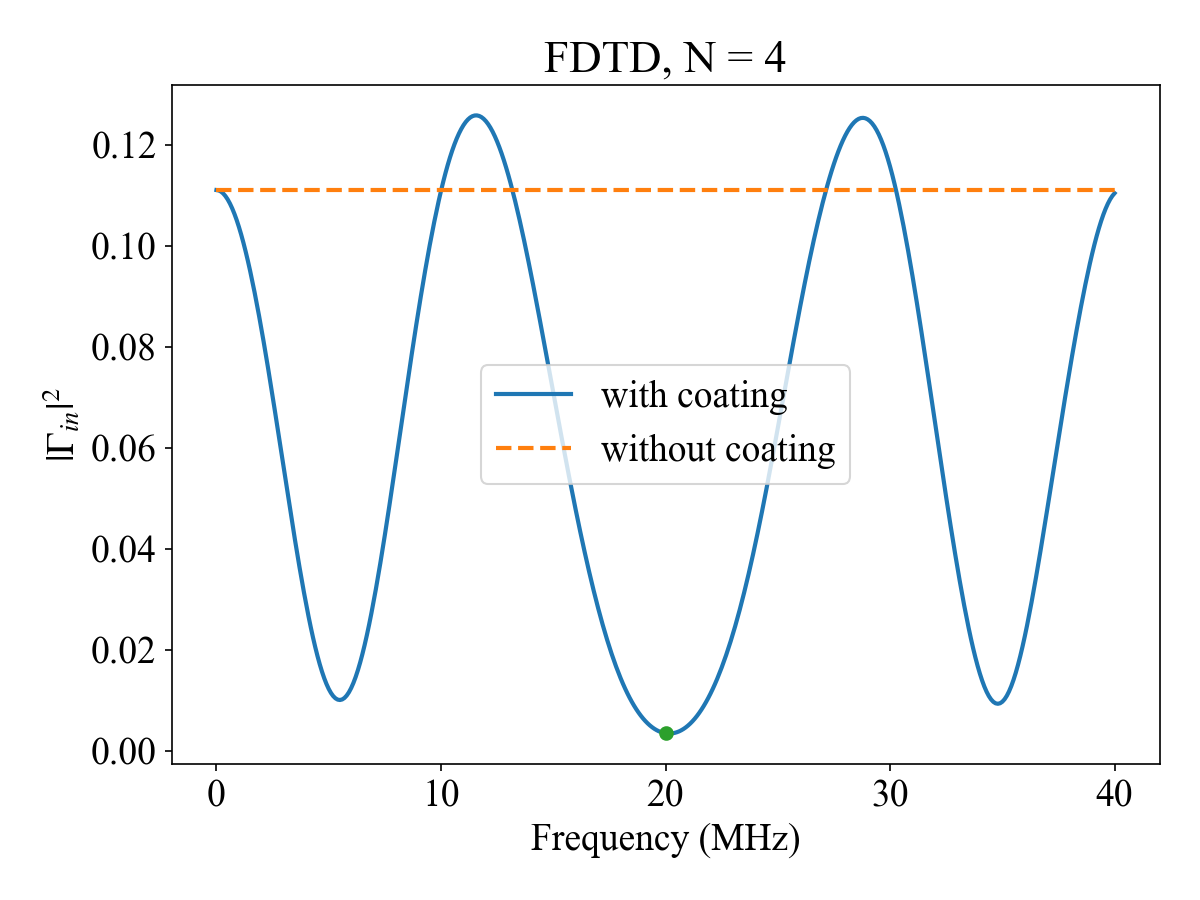 FDTD, N = 4
0.12
0.10
0.08
0.06
0.04
0.02
0.00
|Γ_in|²
with coating
without coating
0 10 20 30 40
Frequency (MHz)